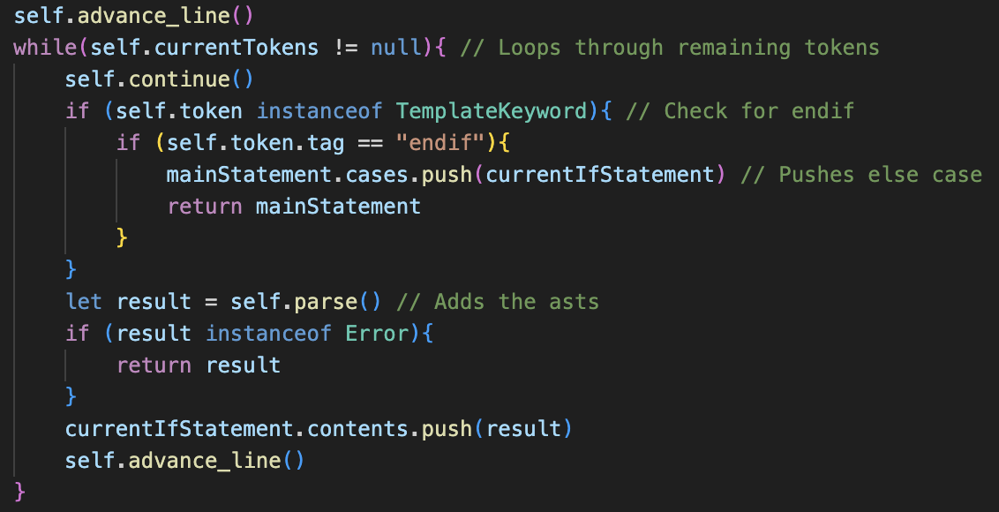 self.advance_line()
while(self.currentTokens != null){ // Loops through remaining tokens
    self.continue()
    if (self.token instanceof TemplateKeyword){ // Check for endif
        if (self.token.tag == "endif"){
            mainStatement.cases.push(currentIfStatement) // Pushes else case
            return mainStatement
        }
    }
    let result = self.parse() // Adds the asts
    if (result instanceof Error){
        return result
    }
    currentIfStatement.contents.push(result)
    self.advance_line()
}